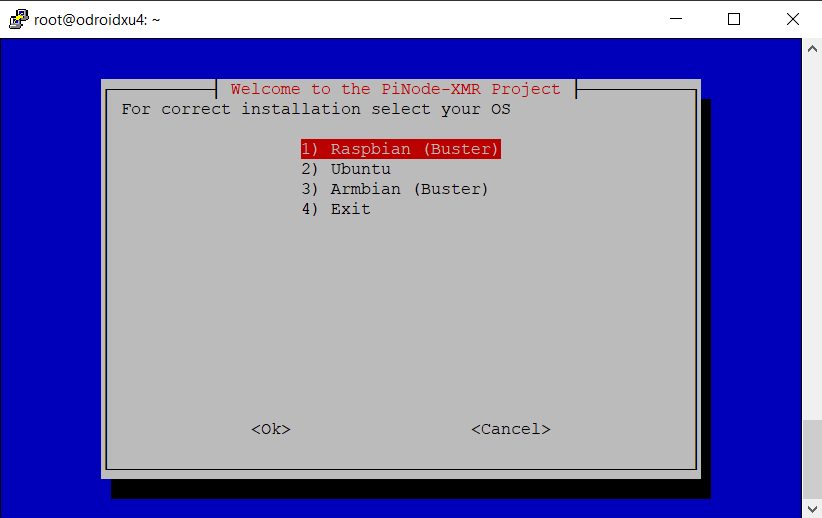 root@odroidxu4: ~
Welcome to the PiNode-XMR Project
For correct installation select your OS
1) Raspbian (Buster)
2) Ubuntu
3) Armbian (Buster)
4) Exit
<Ok> <Cancel>